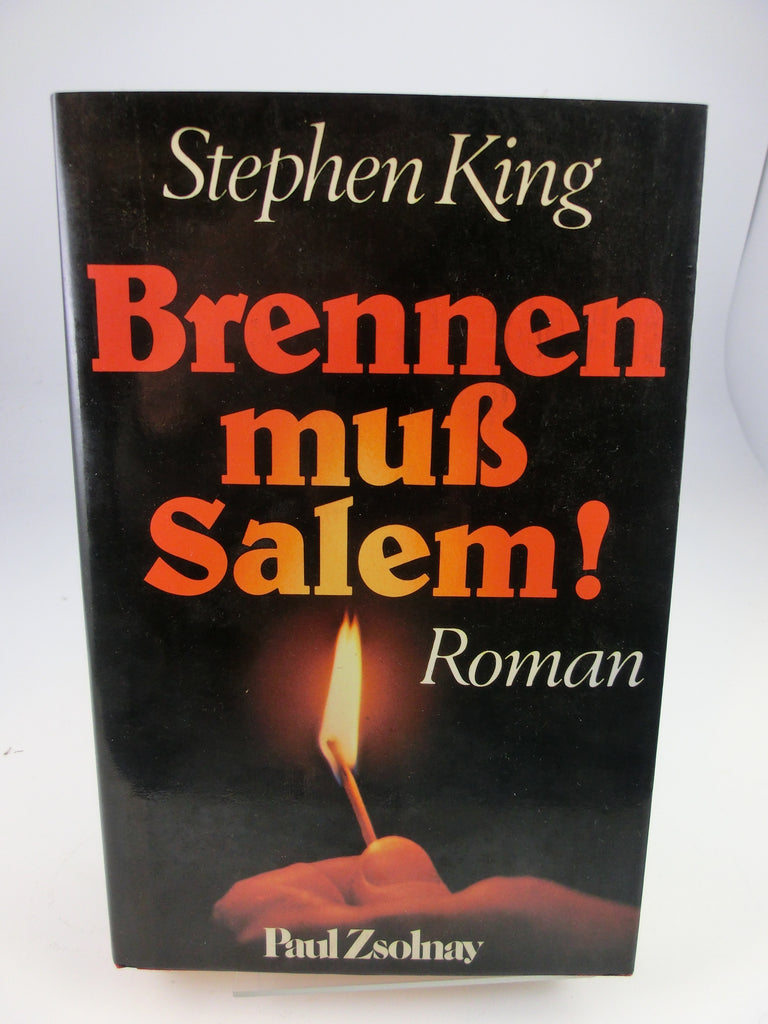 Stephen King
Brennen
muß
Salem!
Roman
Paul Zsolnay